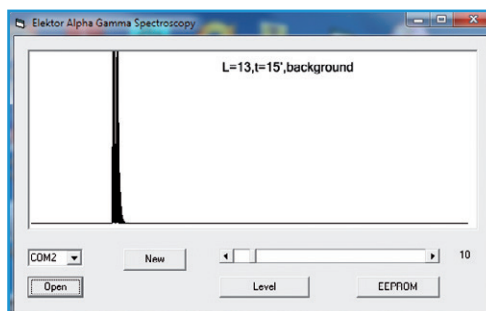 Elektor Alpha Gamma Spectroscopy
L=13,t=15',background
COM2 New 10
Open Level EEPROM